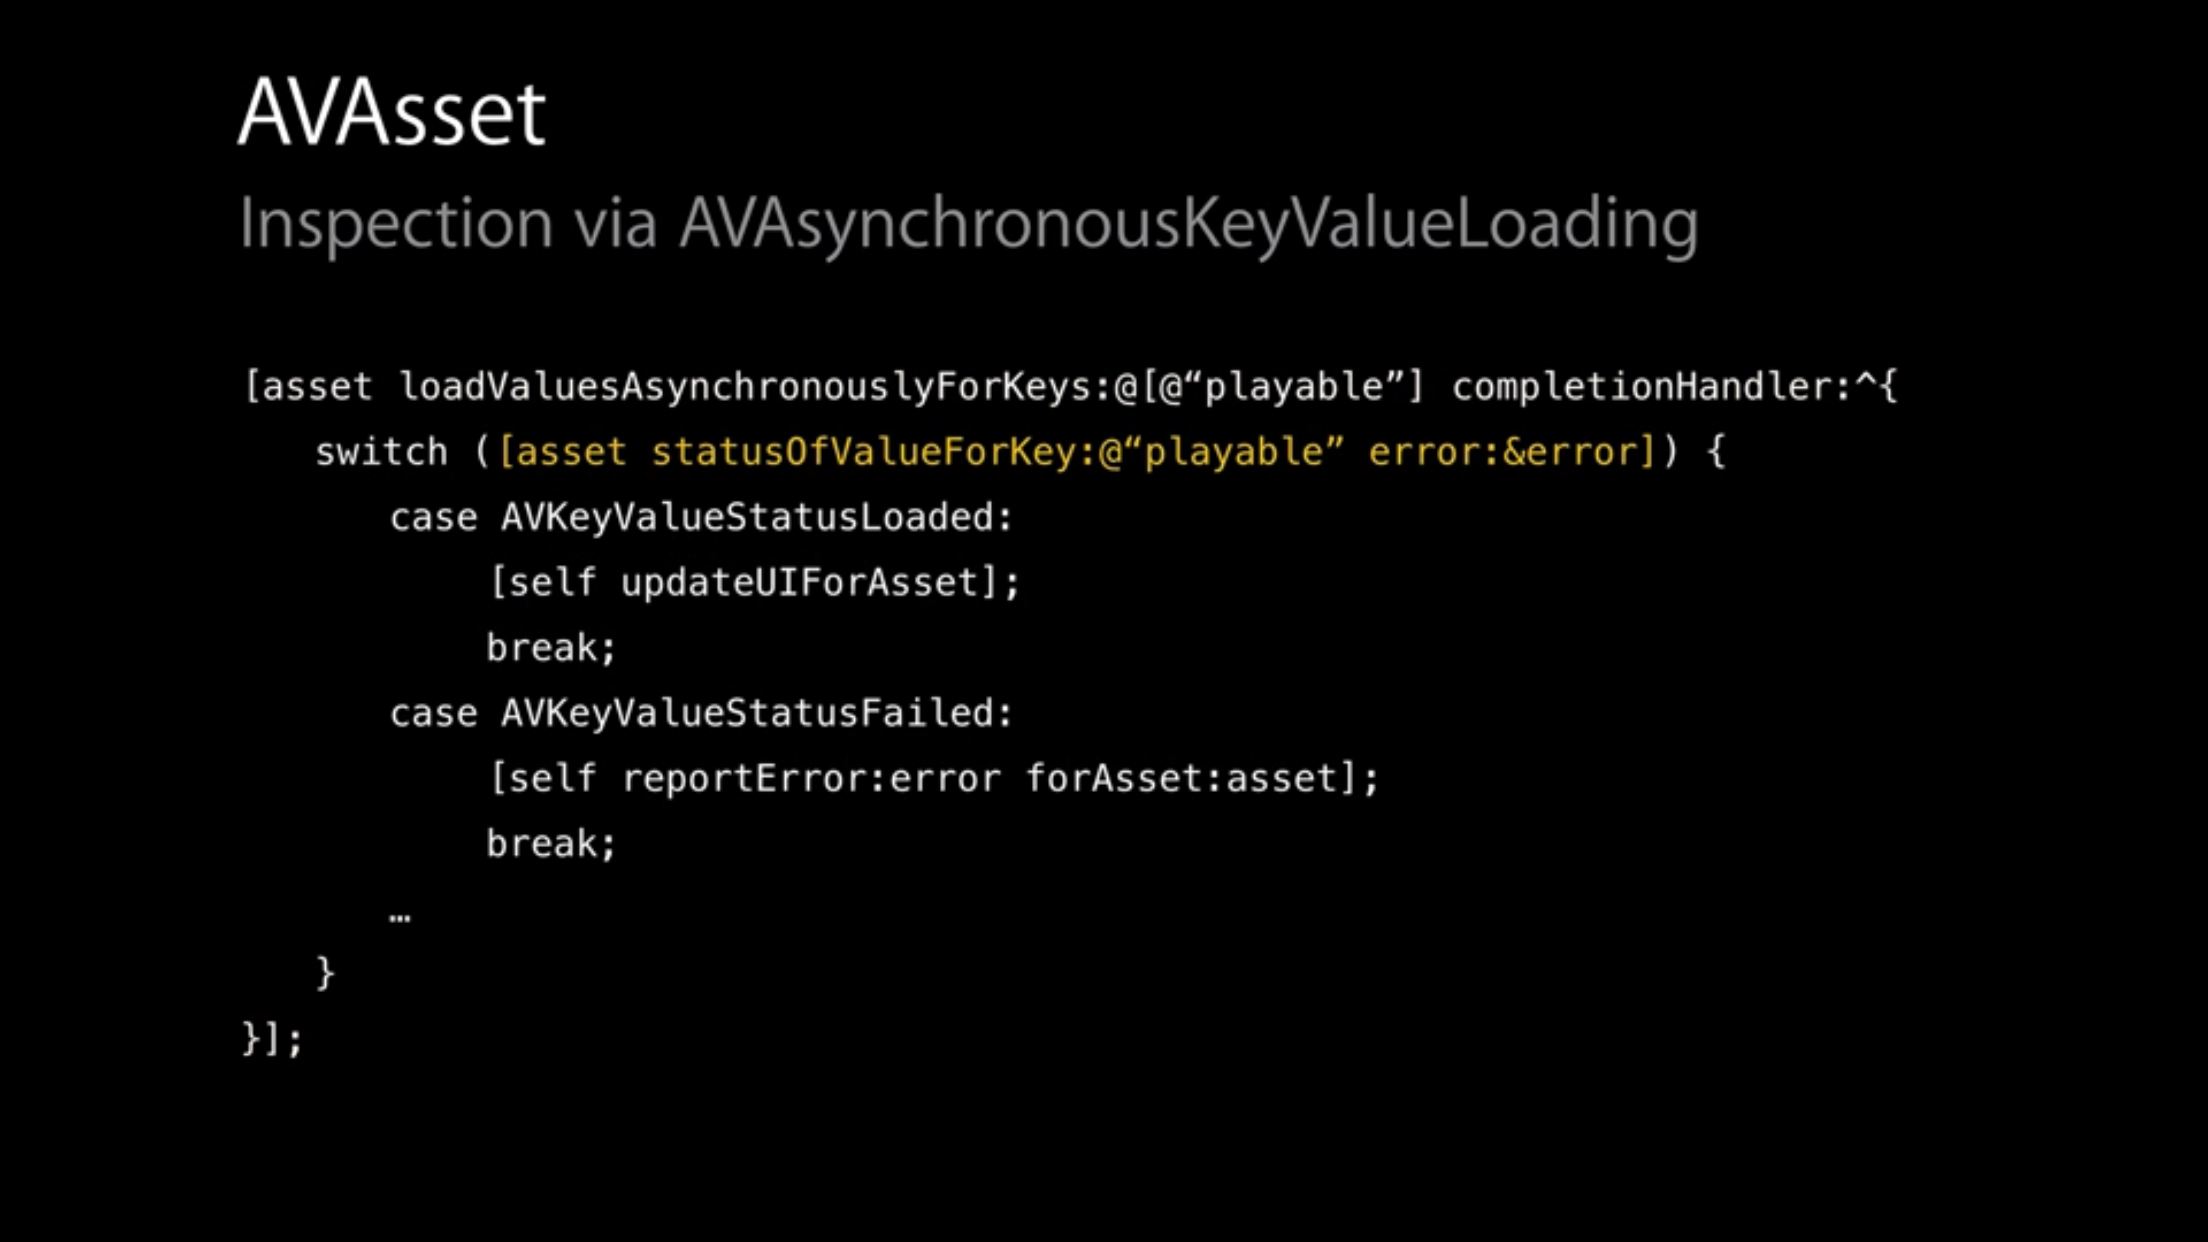 AVAsset
Inspection via AVAsynchronousKeyValueLoading
[asset loadValuesAsynchronouslyForKeys:@[@“playable”] completionHandler:^{
switch ([asset statusOfValueForKey:@“playable” error:&error]) {
case AVKeyValueStatusLoaded:
[self updateUIForAsset];
break;
case AVKeyValueStatusFailed:
[self reportError:error forAsset:asset];
break;
…
}
}];